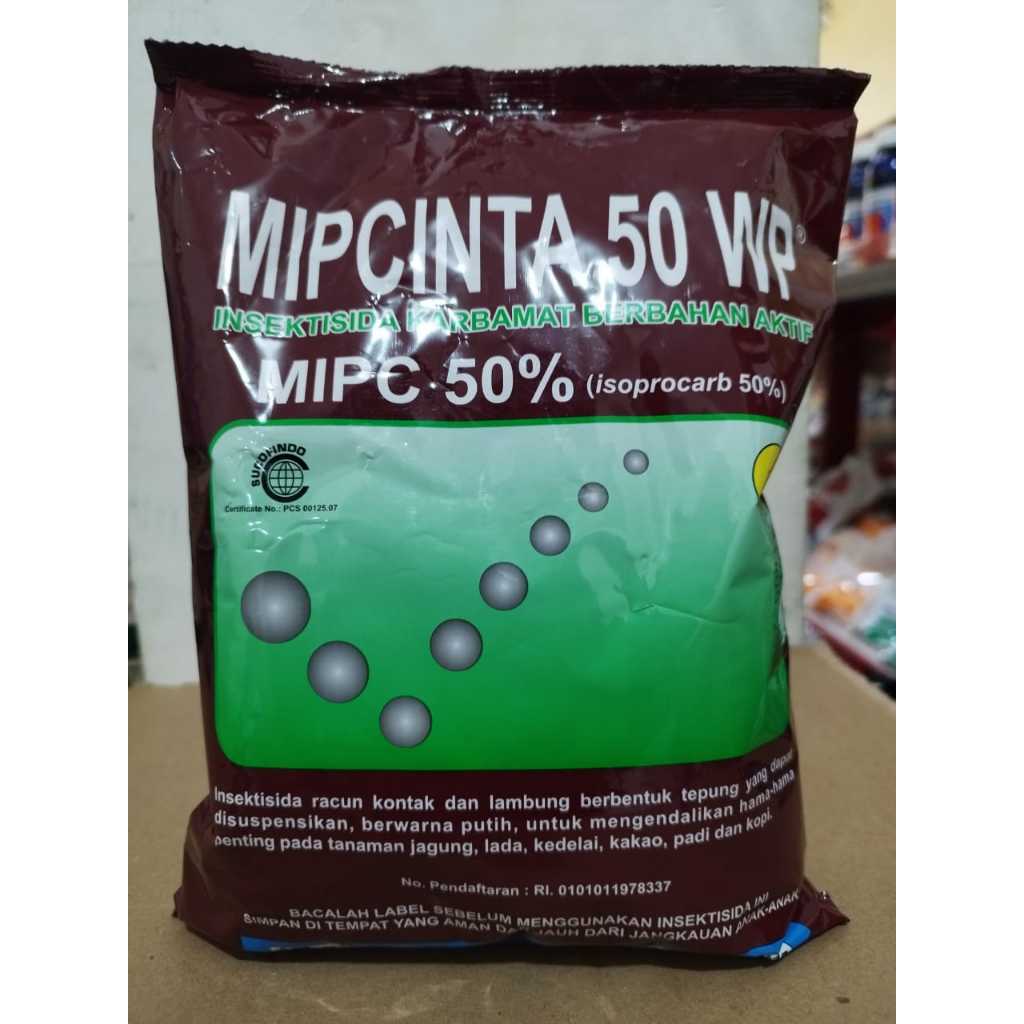 MIPCINTA 50 WP®
INSEKTISIDA KARBAMAT BERBAHAN AKTIF
MIPC 50% (isoprocarb 50%)
SUCOFINDO
Certificate No.: PCS 00125.07
Insektisida racun kontak dan lambung berbentuk tepung yang dapat
disuspensikan, berwarna putih, untuk mengendalikan hama-hama
penting pada tanaman jagung, lada, kedelai, kakao, padi dan kopi.
No. Pendaftaran : RI. 0101011978337
BACALAH LABEL SEBELUM MENGGUNAKAN INSEKTISIDA INI
SIMPAN DI TEMPAT YANG AMAN DAN JAUH DARI JANGKAUAN ANAK-ANAK